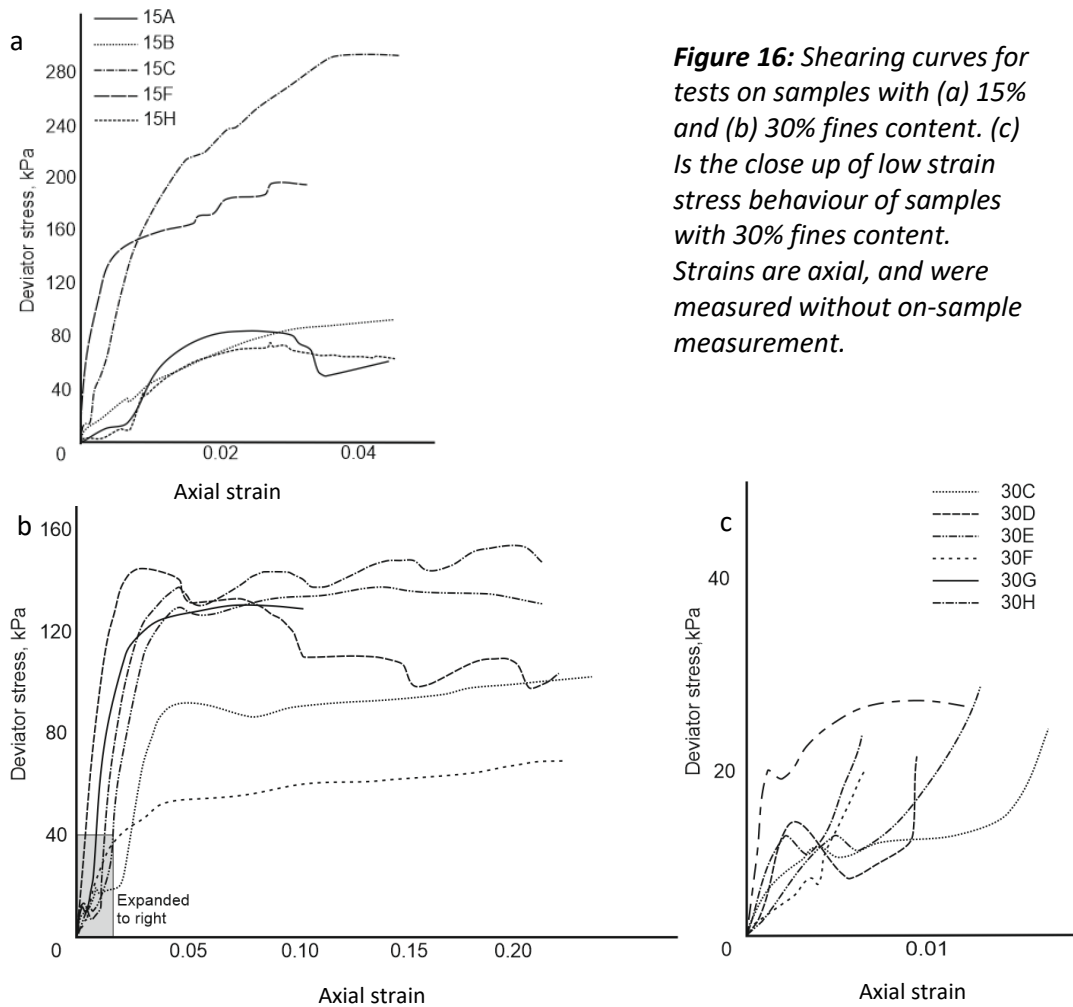 a
15A
15B
15C
15F
15H
280
240
200
160
120
80
40
0
0.02
0.04
Deviator stress, kPa
Axial strain
Figure 16: Shearing curves for
tests on samples with (a) 15%
and (b) 30% fines content. (c)
Is the close up of low strain
stress behaviour of samples
with 30% fines content.
Strains are axial, and were
measured without on-sample
measurement.
b
160
120
80
40
0
0.05
0.10
0.15
0.20
Deviator stress, kPa
Expanded
to right
Axial strain
c
30C
30D
30E
30F
30G
30H
40
20
0
0.01
Deviator stress,kPa
Axial strain